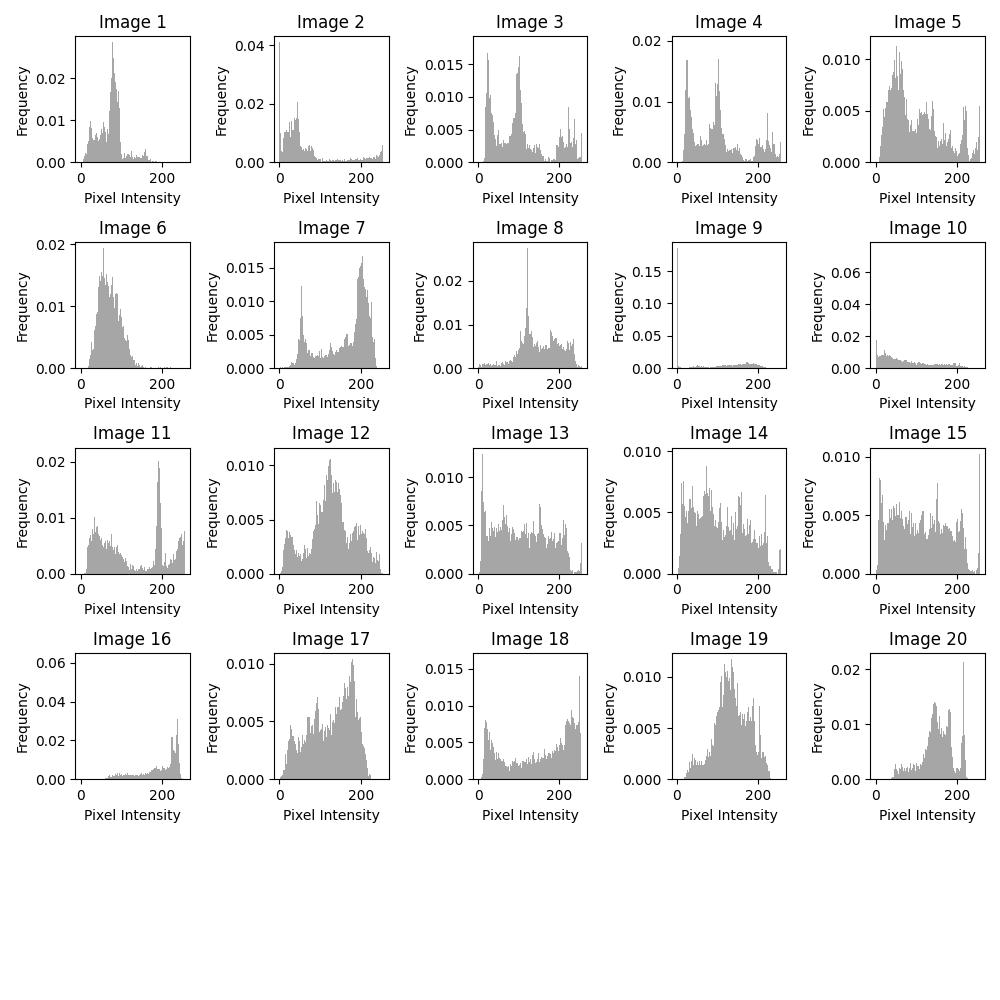 Image 1 Image 2 Image 3 Image 4 Image 5
Frequency Frequency Frequency Frequency Frequency
0.02 0.04 0.015 0.02 0.010
0.01 0.02 0.010 0.01 0.005
0.00 0.00 0.005 0.00 0.000
0.000
0 200 0 200 0 200 0 200 0 200
Pixel Intensity Pixel Intensity Pixel Intensity Pixel Intensity Pixel Intensity
Image 6 Image 7 Image 8 Image 9 Image 10
Frequency Frequency Frequency Frequency Frequency
0.02 0.015 0.02 0.15 0.06
0.01 0.010 0.01 0.10 0.04
0.00 0.005 0.00 0.05 0.02
0.000 0.00 0.00
0 200 0 200 0 200 0 200 0 200
Pixel Intensity Pixel Intensity Pixel Intensity Pixel Intensity Pixel Intensity
Image 11 Image 12 Image 13 Image 14 Image 15
Frequency Frequency Frequency Frequency Frequency
0.02 0.010 0.010 0.010 0.010
0.01 0.005 0.005 0.005 0.005
0.00 0.000 0.000 0.000 0.000
0 200 0 200 0 200 0 200 0 200
Pixel Intensity Pixel Intensity Pixel Intensity Pixel Intensity Pixel Intensity
Image 16 Image 17 Image 18 Image 19 Image 20
Frequency Frequency Frequency Frequency Frequency
0.06 0.010 0.015 0.010 0.02
0.04 0.005 0.010 0.005 0.01
0.02 0.000 0.005 0.000 0.00
0.00 0.000
0 200 0 200 0 200 0 200 0 200
Pixel Intensity Pixel Intensity Pixel Intensity Pixel Intensity Pixel Intensity